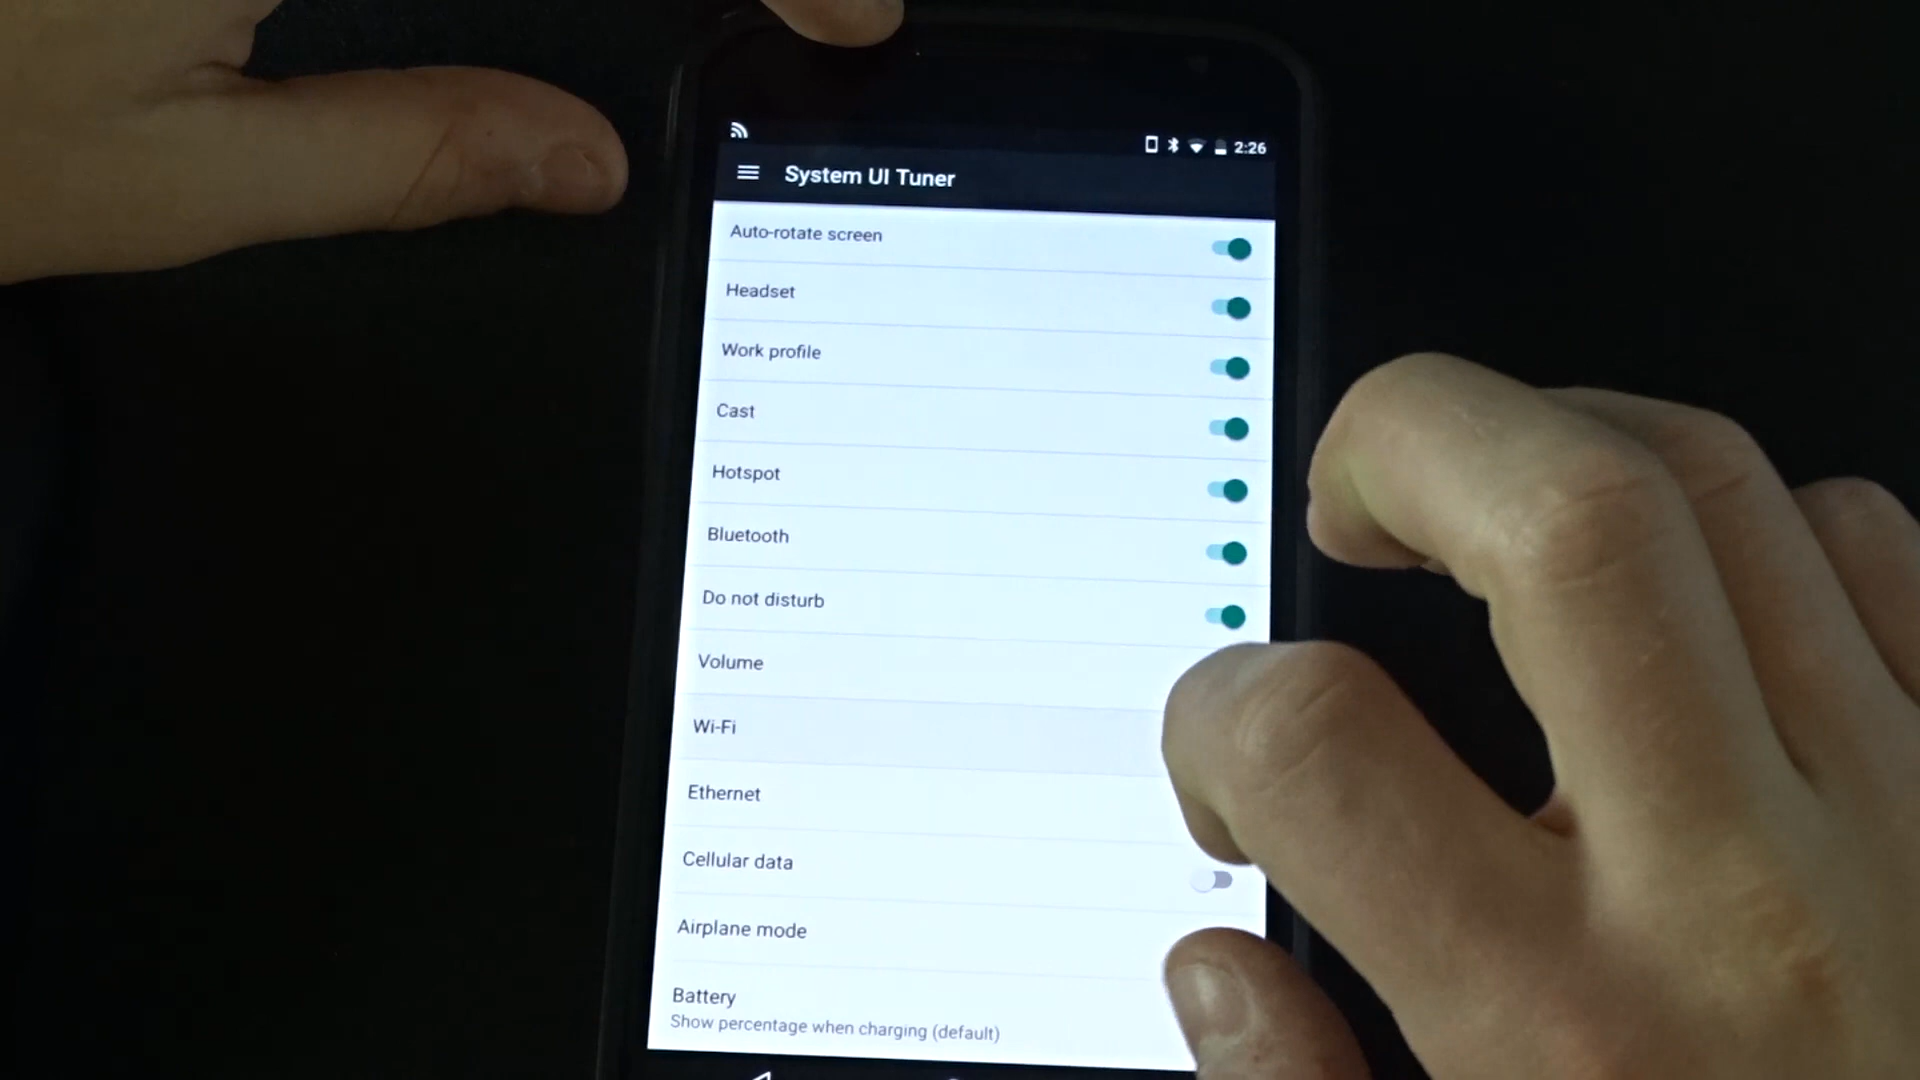 2:26
System UI Tuner
Auto-rotate screen
Headset
Work profile
Cast
Hotspot
Bluetooth
Do not disturb
Volume
Wi-Fi
Ethernet
Cellular data
Airplane mode
Battery
Show percentage when charging (default)